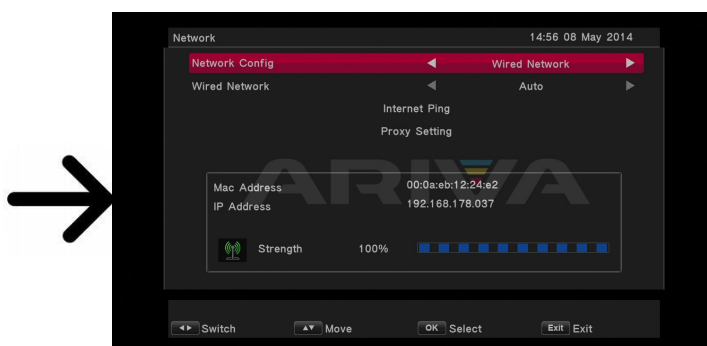 Network 14:56 08 May 2014
Network Config Wired Network
Wired Network Auto
Internet Ping
Proxy Setting
ARIVA
Mac Address 00:0a:eb:12:24:e2
IP Address 192.168.178.037
Strength 100%
Switch Move OK Select Exit Exit